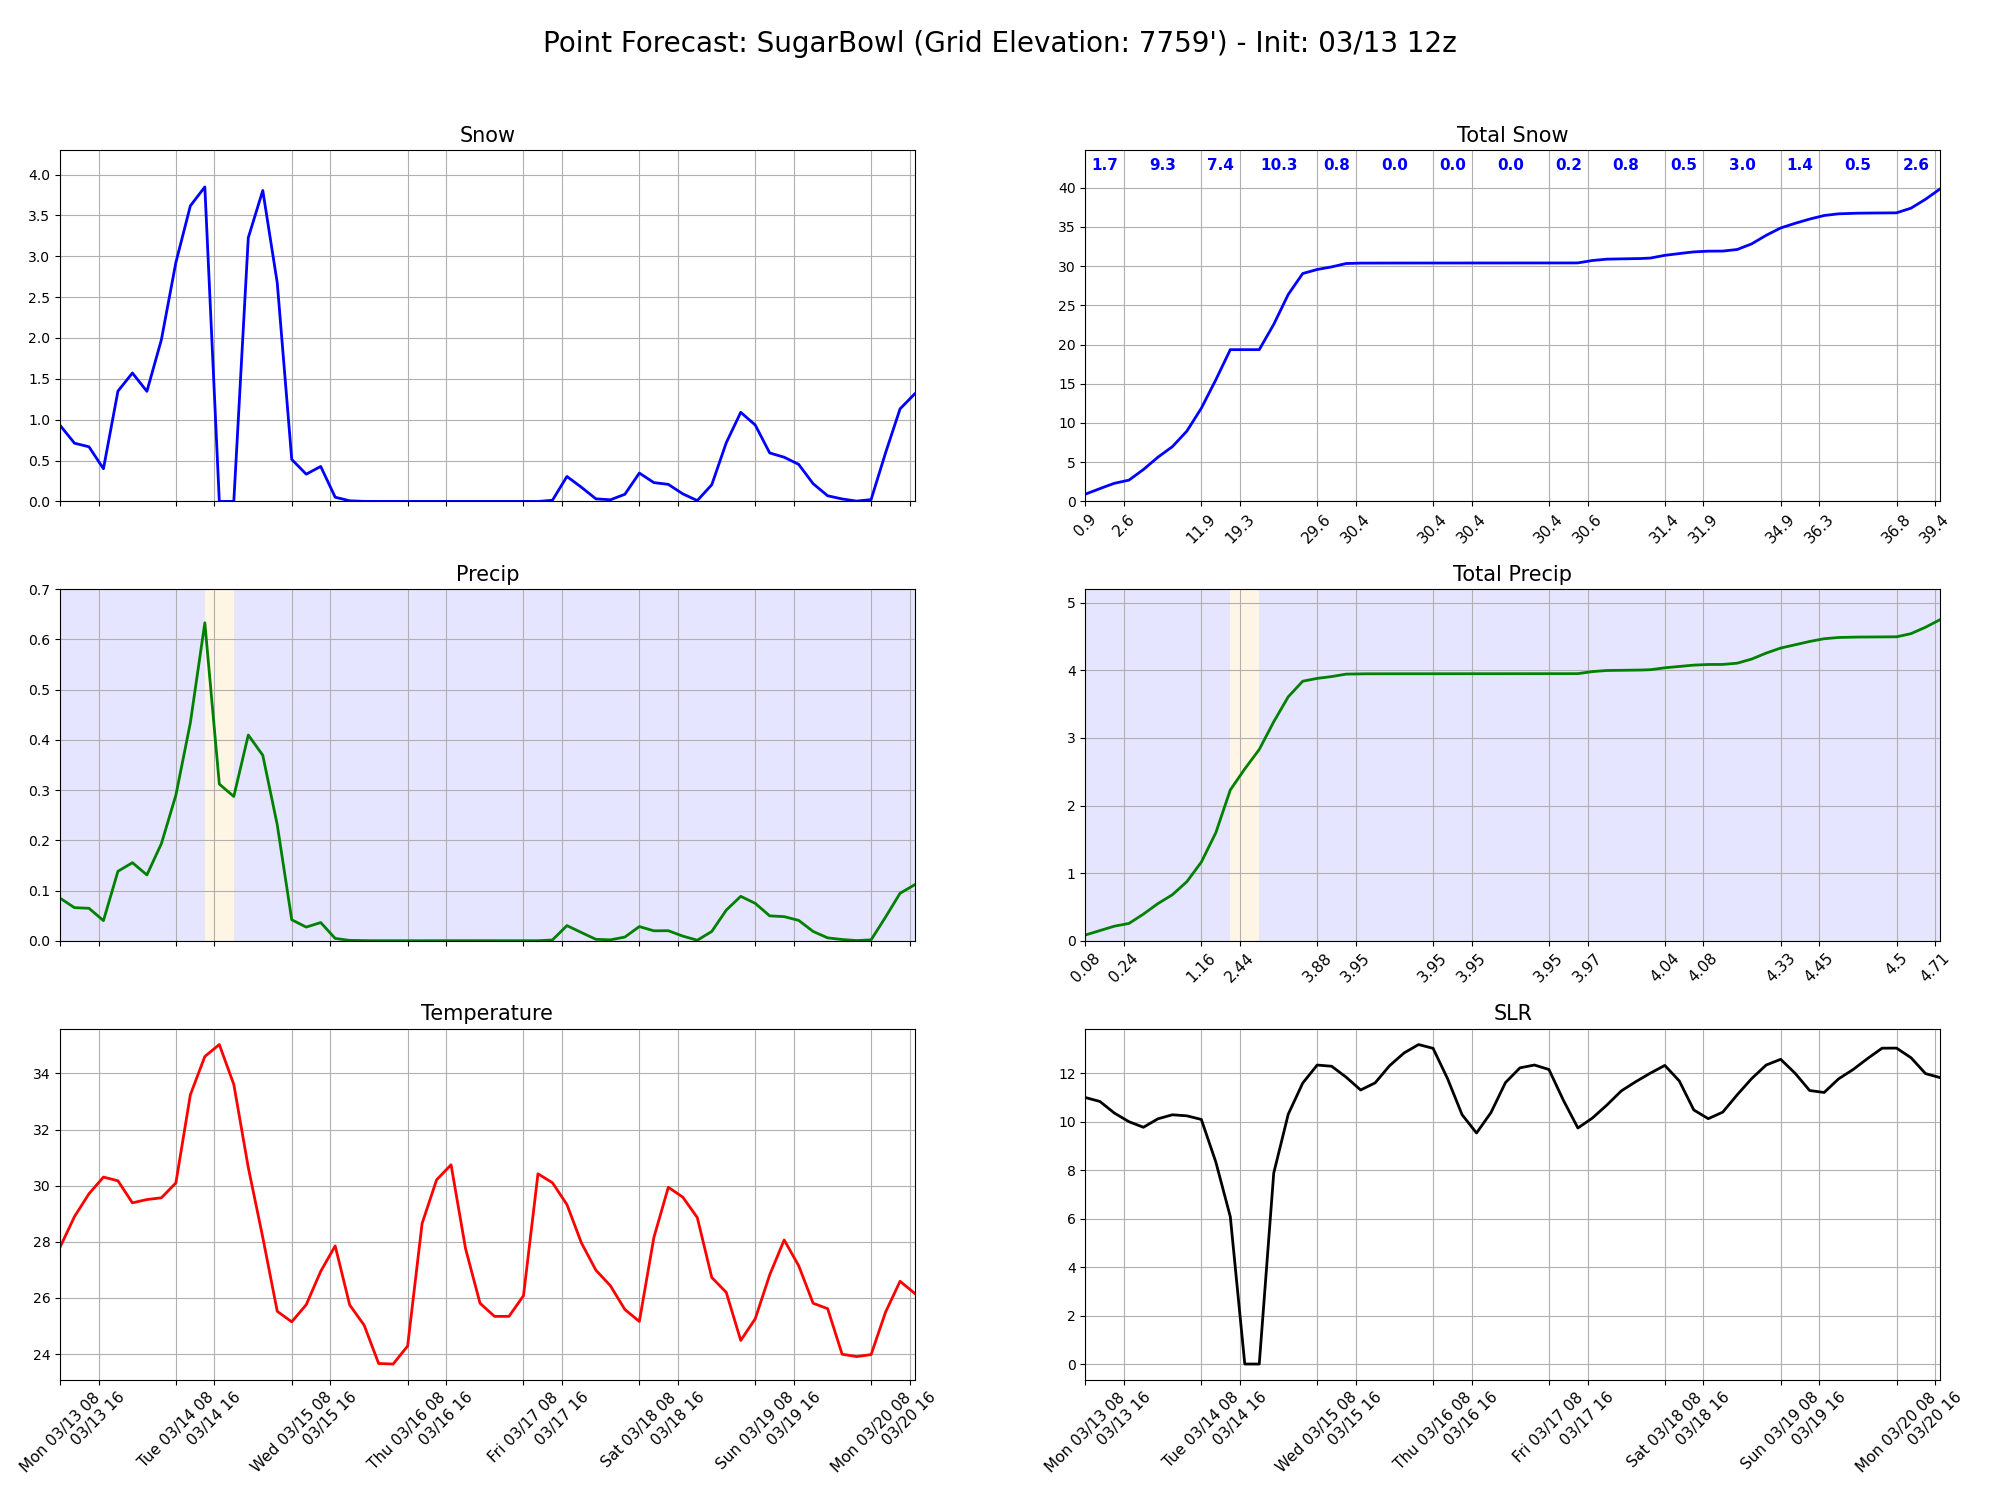 Point Forecast: SugarBowl (Grid Elevation: 7759') - Init: 03/13 12z
Snow
4.0
3.5
3.0
2.5
2.0
1.5
1.0
0.5
0.0
Total Snow
1.7 9.3 7.4 10.3 0.8 0.0 0.0 0.0 0.2 0.8 0.5 3.0 1.4 0.5 2.6
40
35
30
25
20
15
10
5
0
0.9 2.6 11.9 19.3 29.6 30.4 30.4 30.4 30.4 30.6 31.4 31.9 34.9 36.3 36.8 39.4
Precip
0.7
0.6
0.5
0.4
0.3
0.2
0.1
0.0
Total Precip
5
4
3
2
1
0
0.08 0.24 1.16 2.44 3.88 3.95 3.95 3.95 3.95 3.97 4.04 4.08 4.33 4.45 4.5 4.71
Temperature
34
32
30
28
26
24
Mon 03/13 08
03/13 16
Tue 03/14 08
03/14 16
Wed 03/15 08
03/15 16
Thu 03/16 08
03/16 16
Fri 03/17 08
03/17 16
Sat 03/18 08
03/18 16
Sun 03/19 08
03/19 16
Mon 03/20 08
03/20 16
SLR
12
10
8
6
4
2
0
Mon 03/13 08
03/13 16
Tue 03/14 08
03/14 16
Wed 03/15 08
03/15 16
Thu 03/16 08
03/16 16
Fri 03/17 08
03/17 16
Sat 03/18 08
03/18 16
Sun 03/19 08
03/19 16
Mon 03/20 08
03/20 16